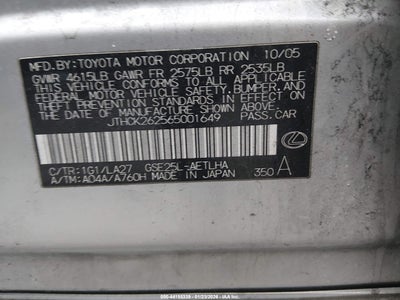 MFD.BY:TOYOTA MOTOR CORPORATION 10/05
GVWR 4615LB GAWR FR 2575LB RR 2535LB
THIS VEHICLE CONFORMS TO ALL APPLICABLE
FEDERAL MOTOR VEHICLE SAFETY, BUMPER, AND
THEFT PREVENTION STANDARDS IN EFFECT ON
THE DATE OF MANUFACTURE SHOWN ABOVE.
JTHCK262565001649 PASS.CAR
C/TR:1G1/LA27 GSE25L-AETLHA
A/TM:A04A/A760H MADE IN JAPAN 350 A